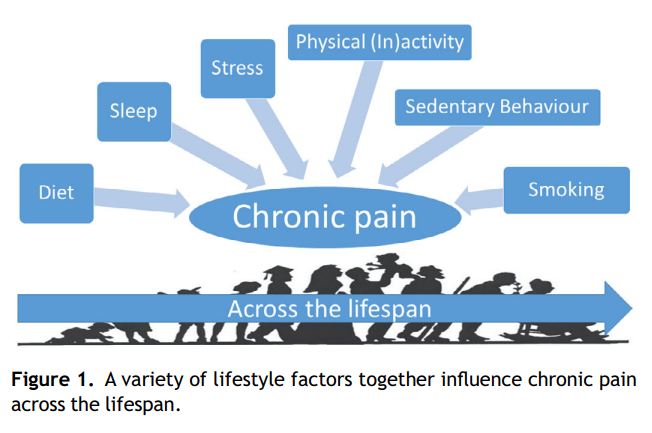 Physical (In)activity
Stress
Sedentary Behaviour
Sleep
Diet
Smoking
Chronic pain
Across the lifespan
Figure 1. A variety of lifestyle factors together influence chronic pain
across the lifespan.